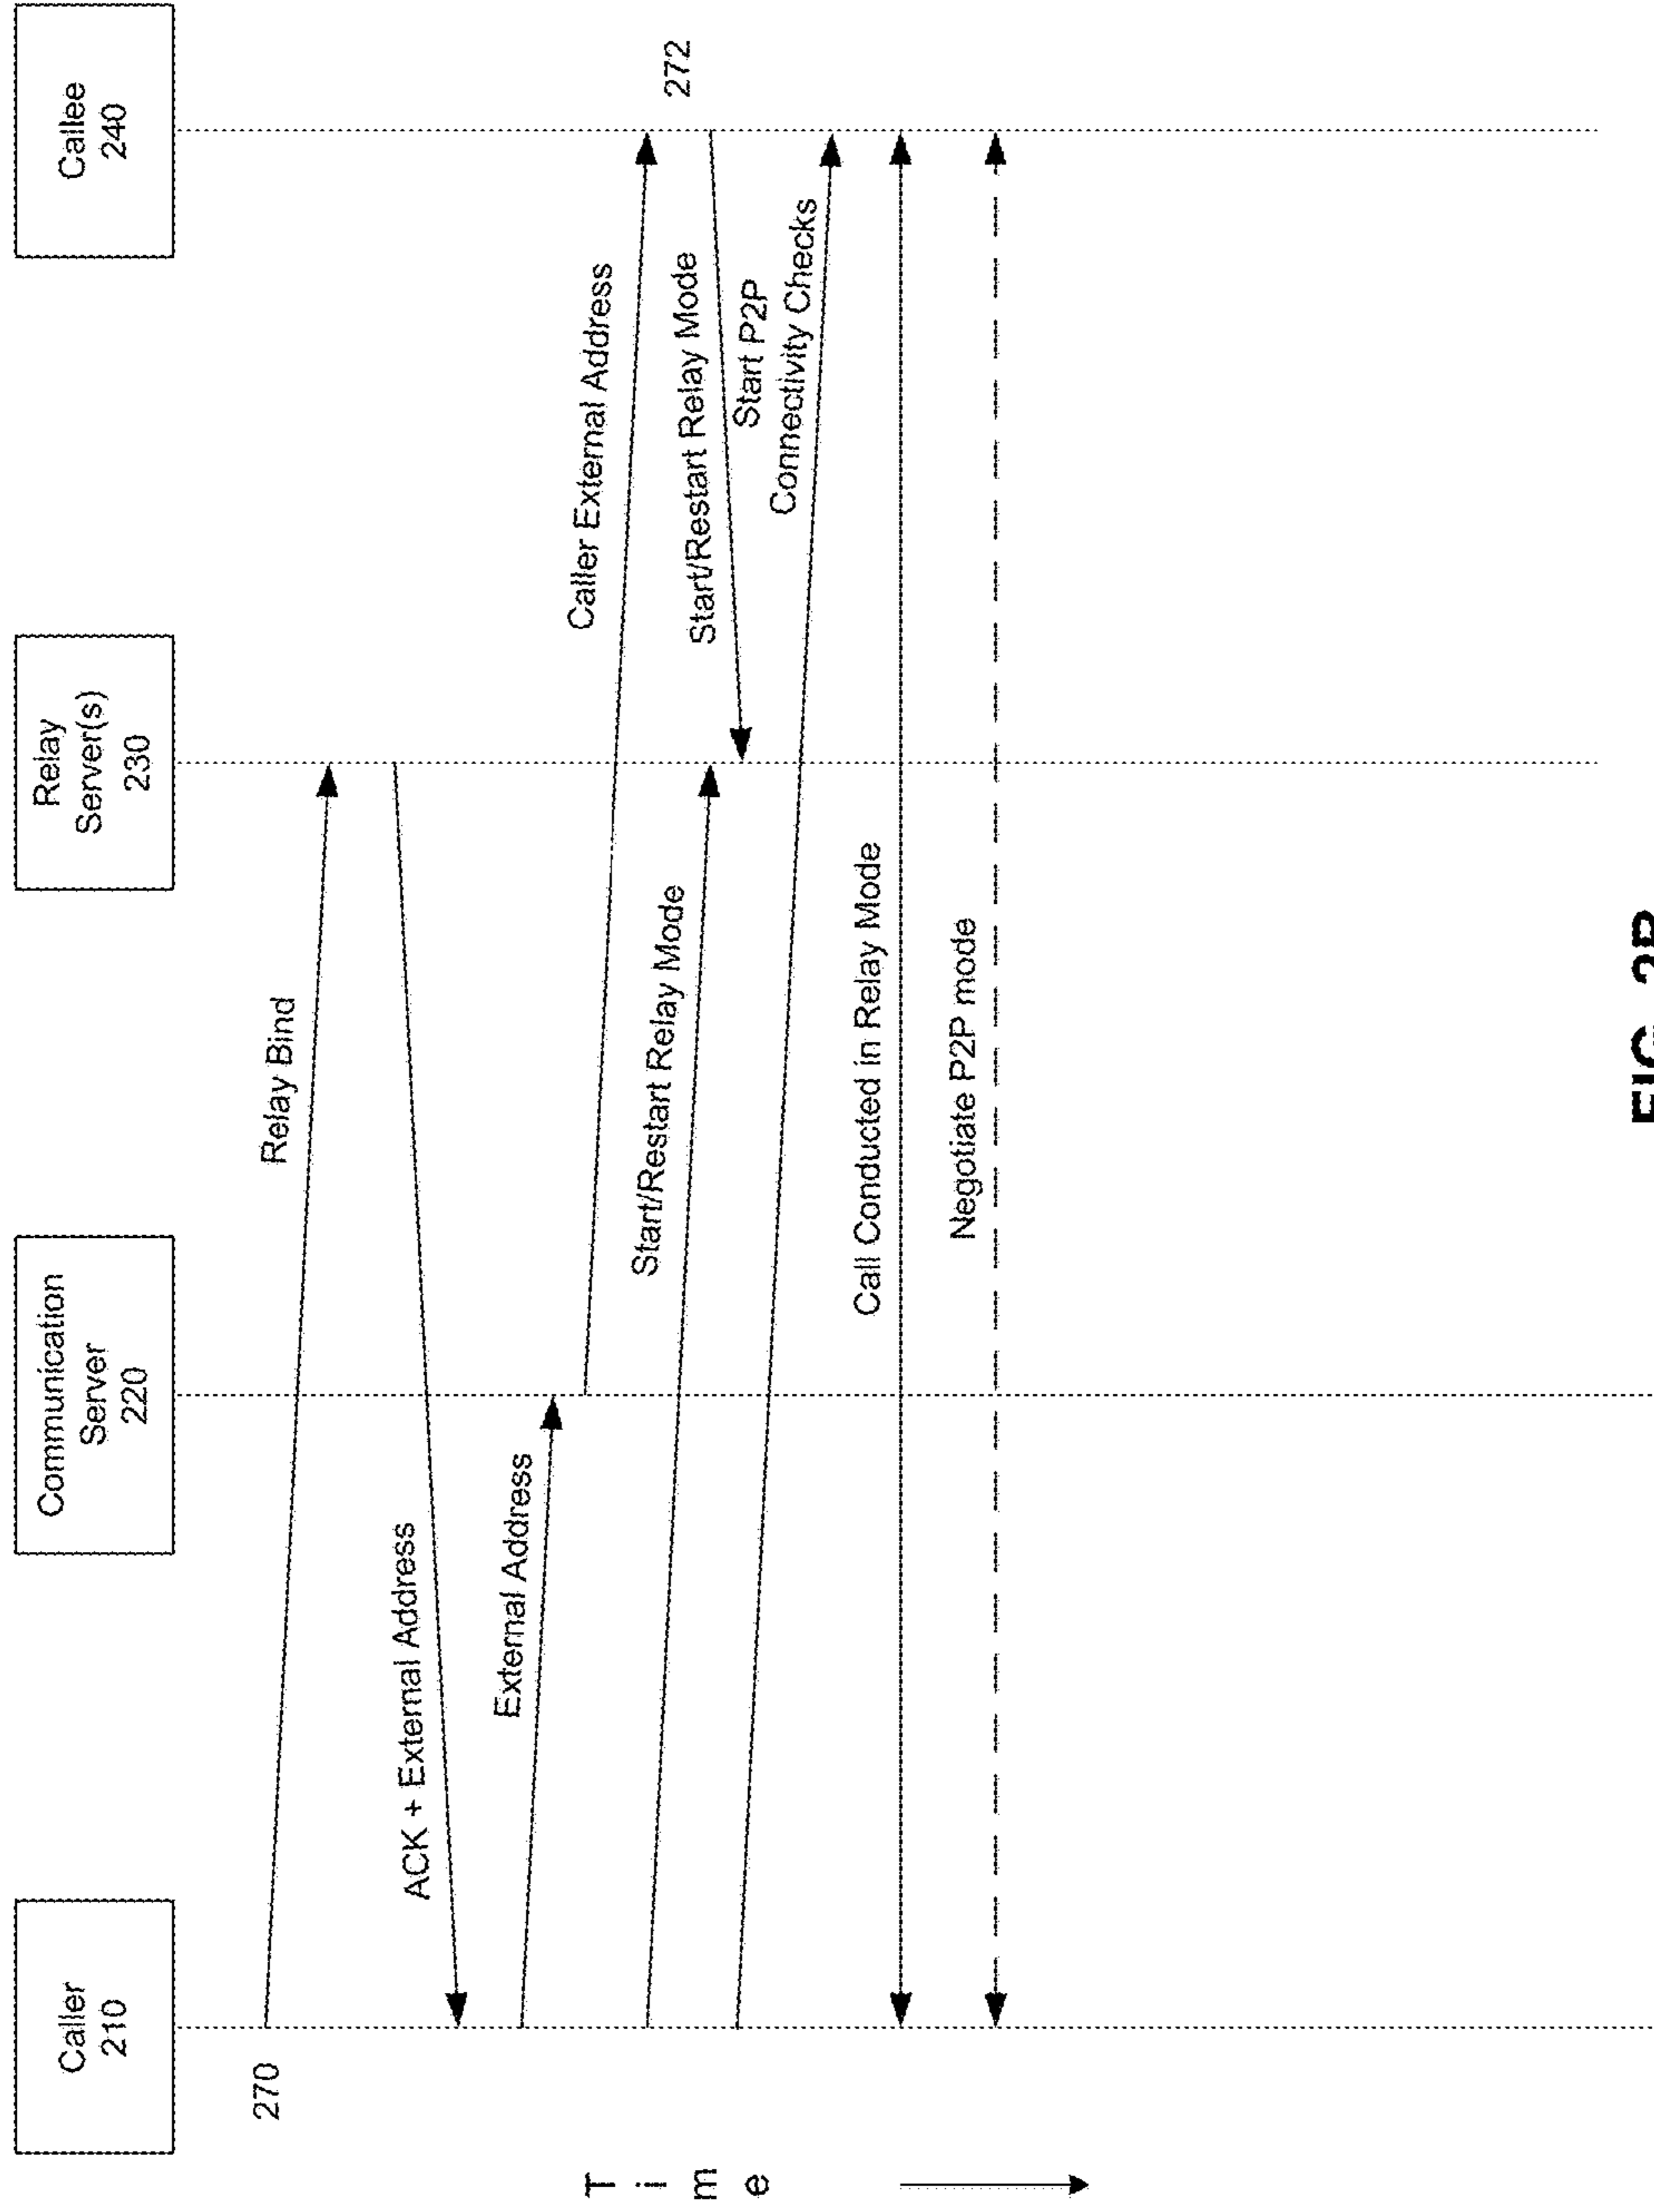 Caller
210
Communication
Server
220
Relay
Server(s)
230
Callee
240
270
Relay Bind
ACK + External Address
External Address
Caller External Address
272
Start/Restart Relay Mode
Start/Restart Relay Mode
Start P2P
Connectivity Checks
Call Conducted in Relay Mode
Negotiate P2P mode
Time